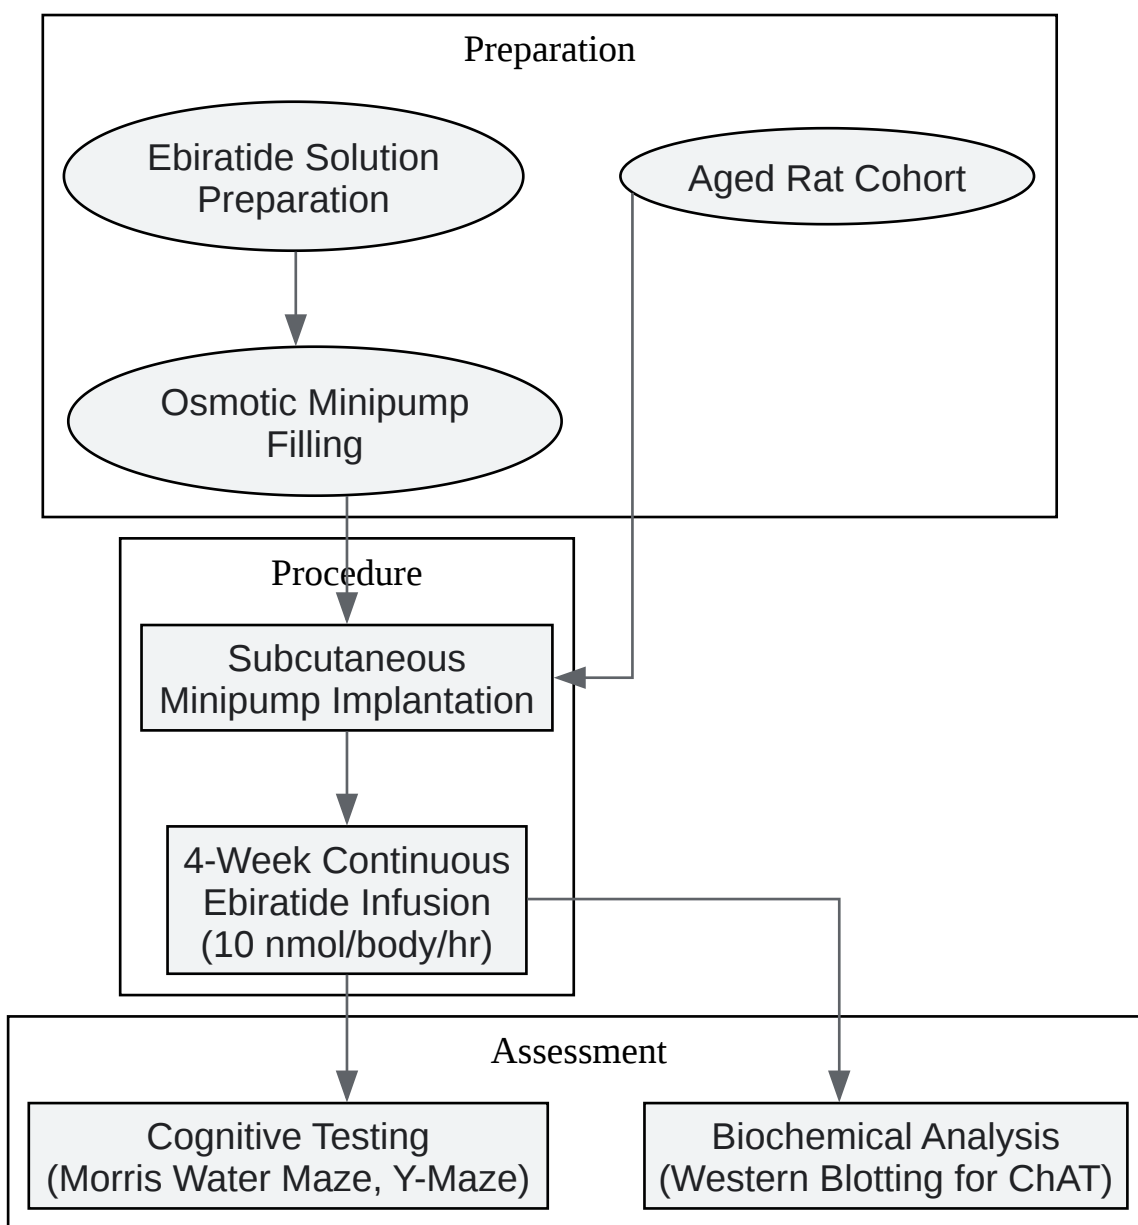 Preparation
Ebiratide Solution
Preparation
Aged Rat Cohort
Osmotic Minipump
Filling
Procedure
Subcutaneous
Minipump Implantation
4-Week Continuous
Ebiratide Infusion
(10 nmol/body/hr)
Assessment
Cognitive Testing
(Morris Water Maze, Y-Maze)
Biochemical Analysis
(Western Blotting for ChAT)